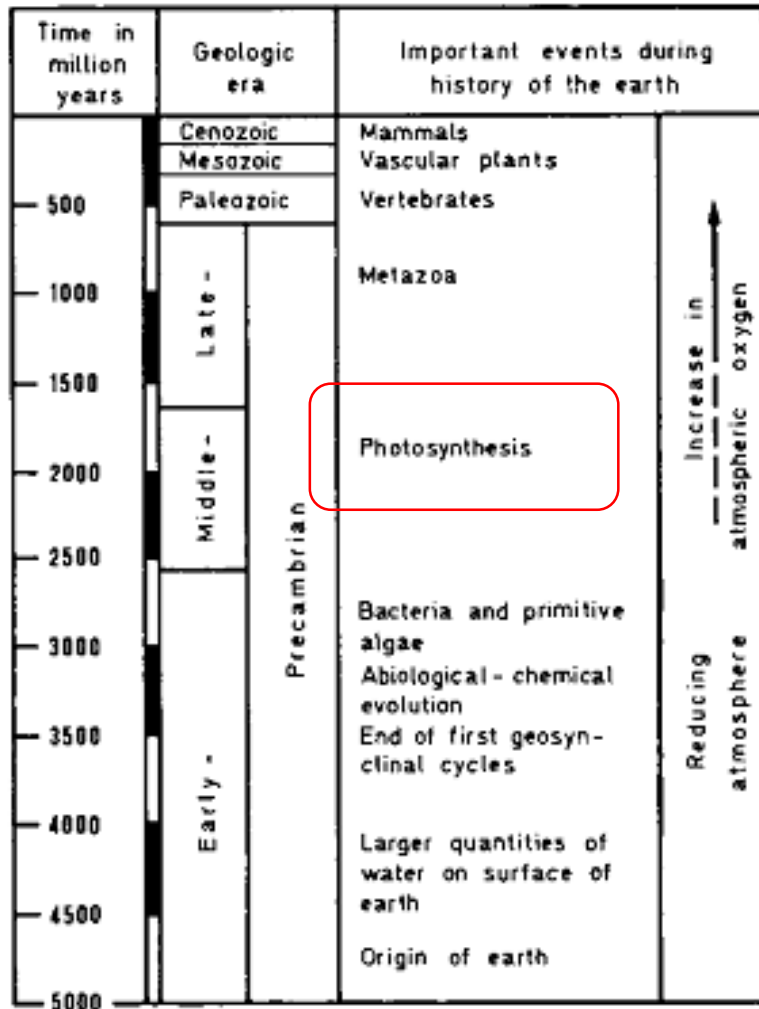 Time in
million
years
Geologic
era
Important events during
history of the earth
Cenozoic
Mammals
Mesozoic
Vascular plants
500
Paleozoic
Vertebrates
Metazoa
1000
Late-
1500
Photosynthesis
2000
Middle-
2500
Precambrian
Bacteria and primitive
algae
3000
Abiological-chemical
evolution
3500
End of first geosyn-
clinal cycles
Early-
4000
Larger quantities of
water on surface of
earth
4500
Origin of earth
5000
Increase in
atmospheric oxygen
Reducing
atmosphere